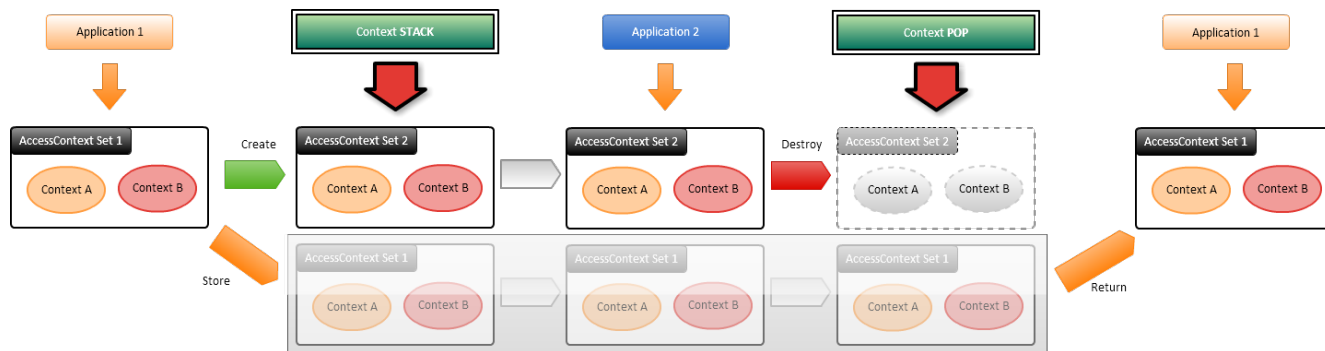 Application 1
Context STACK
Application 2
Context POP
Application 1
AccessContext Set 1
Context A
Context B
Create
AccessContext Set 2
Context A
Context B
AccessContext Set 2
Context A
Context B
Destroy
AccessContext Set 2
Context A
Context B
AccessContext Set 1
Context A
Context B
Store
AccessContext Set 1
Context A
Context B
AccessContext Set 1
Context A
Context B
AccessContext Set 1
Context A
Context B
Return